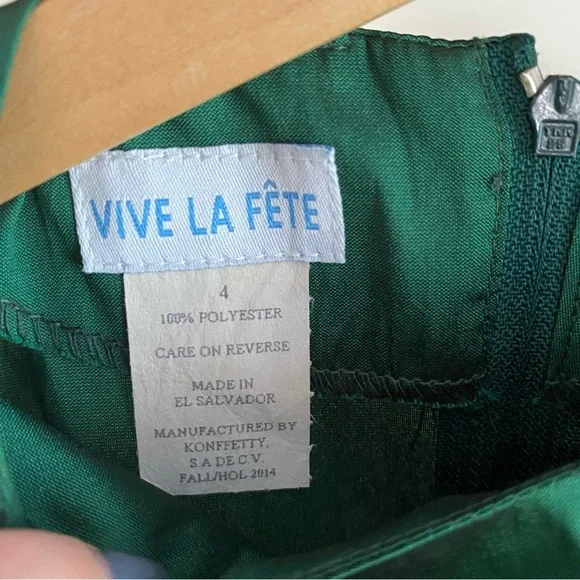 VIVE LA FÊTE
4
100% POLYESTER
CARE ON REVERSE
MADE IN
EL SALVADOR
MANUFACTURED BY
KONFFETTY,
S.A DE C.V.
FALL/HOL 2014
YKK